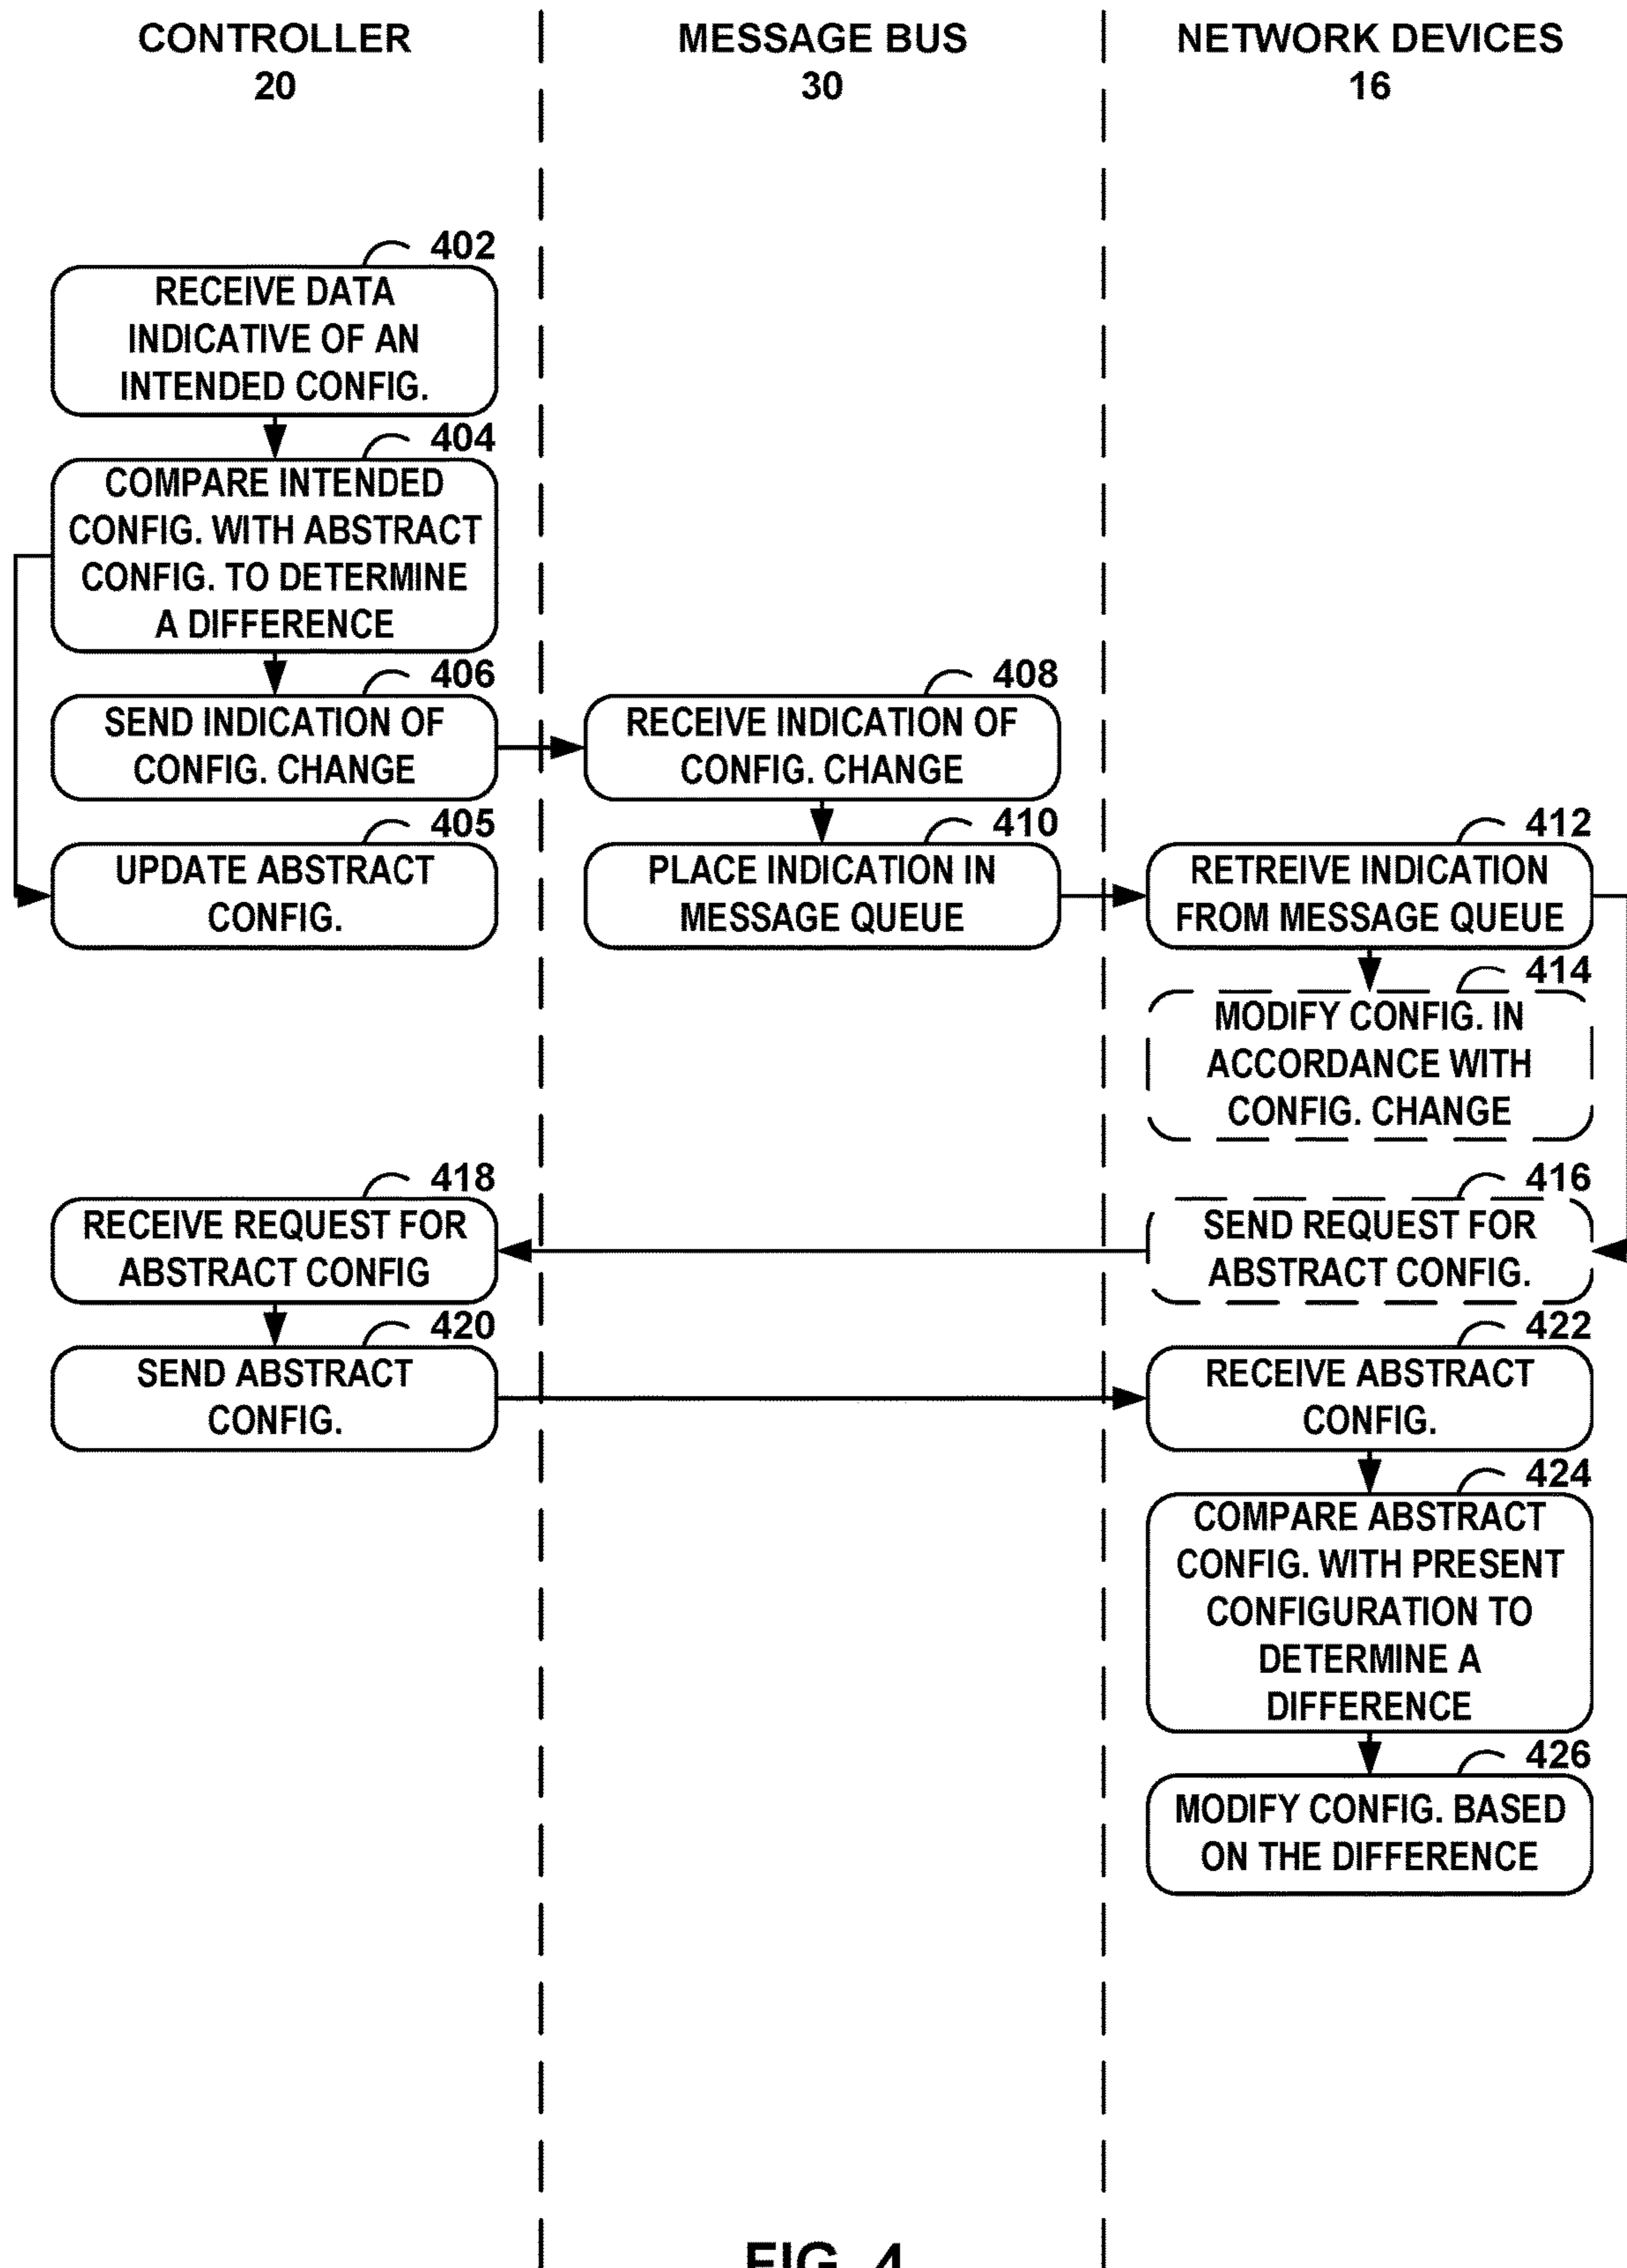 CONTROLLER
20
MESSAGE BUS
30
NETWORK DEVICES
16
402
RECEIVE DATA
INDICATIVE OF AN
INTENDED CONFIG.
404
COMPARE INTENDED
CONFIG. WITH ABSTRACT
CONFIG. TO DETERMINE
A DIFFERENCE
406
SEND INDICATION OF
CONFIG. CHANGE
408
RECEIVE INDICATION OF
CONFIG. CHANGE
405
UPDATE ABSTRACT
CONFIG.
410
PLACE INDICATION IN
MESSAGE QUEUE
412
RETREIVE INDICATION
FROM MESSAGE QUEUE
414
MODIFY CONFIG. IN
ACCORDANCE WITH
CONFIG. CHANGE
416
SEND REQUEST FOR
ABSTRACT CONFIG.
418
RECEIVE REQUEST FOR
ABSTRACT CONFIG
420
SEND ABSTRACT
CONFIG.
422
RECEIVE ABSTRACT
CONFIG.
424
COMPARE ABSTRACT
CONFIG. WITH PRESENT
CONFIGURATION TO
DETERMINE A
DIFFERENCE
426
MODIFY CONFIG. BASED
ON THE DIFFERENCE
FIG. 4